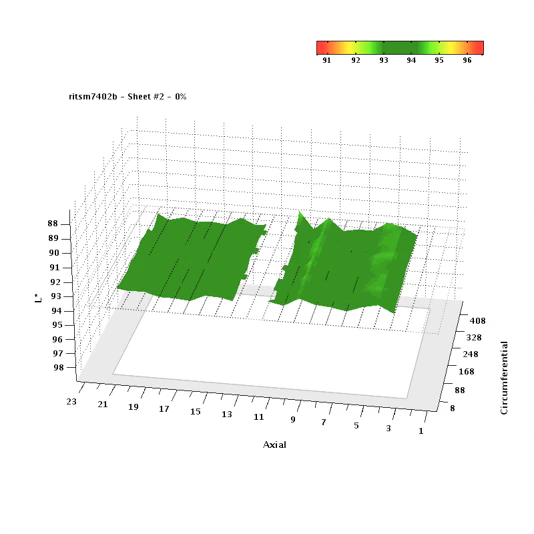 91 92 93 94 95 96
ritsm7402b - Sheet #2 - 0%
88
89
90
91
92
93
94
95
96
97
98
L*
408
328
248
168
88
8
Circumferential
23 21 19 17 15 13 11 9 7 5 3 1
Axial